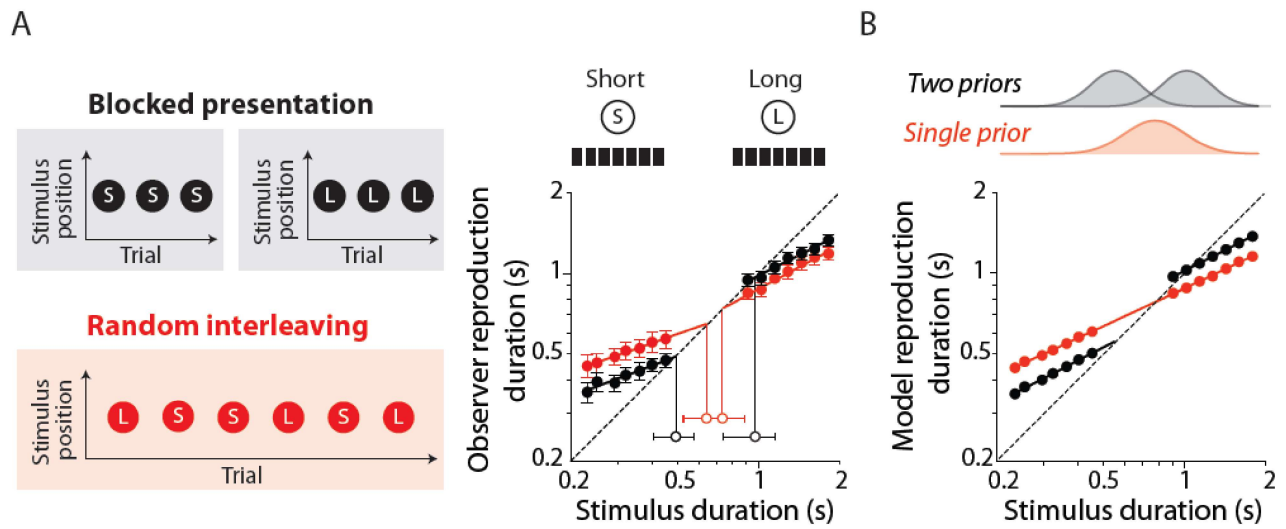 A
Blocked presentation
Stimulus
position
S S S
Trial
Stimulus
position
L L L
Trial
Random interleaving
Stimulus
position
L S S L S L
Trial
Short
Long
S
L
Observer reproduction
duration (s)
2
1
0.5
0.2
0.2 0.5 1 2
Stimulus duration (s)
B
Two priors
Single prior
Model reproduction
duration (s)
2
1
0.5
0.2
0.2 0.5 1 2
Stimulus duration (s)